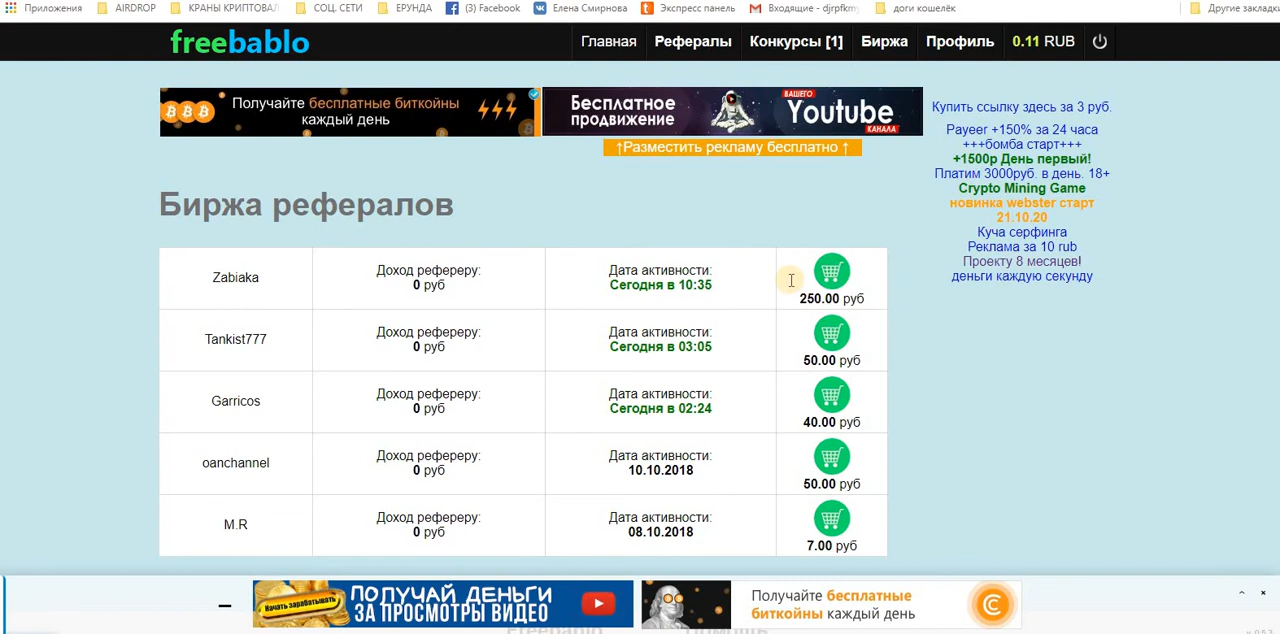 Приложения
AIRDROP
КРАНЫ КРИПТОВАЛ
СОЦ. СЕТИ
ЕРУНДА
(3) Facebook
Елена Смирнова
Экспресс панель
Входящие - djrpfkm
доги кошелёк
Другие закладки
freebablo
Главная
Рефералы
Конкурсы [1]
Биржа
Профиль
0.11 RUB
Получайте бесплатные биткойны
каждый день
Бесплатное
продвижение
ВАШЕГО
Youtube
КАНАЛА
↑Разместить рекламу бесплатно ↑
Купить ссылку здесь за 3 руб.
Payeer +150% за 24 часа
+++бомба старт+++
+1500р День первый!
Платим 3000руб. в день. 18+
Crypto Mining Game
новинка webster старт
21.10.20
Куча серфинга
Реклама за 10 rub
Проекту 8 месяцев!
деньги каждую секунду
Биржа рефералов
Zabiaka
Доход рефереру:
0 руб
Дата активности:
Сегодня в 10:35
250.00 руб
Tankist777
Доход рефереру:
0 руб
Дата активности:
Сегодня в 03:05
50.00 руб
Garricos
Доход рефереру:
0 руб
Дата активности:
Сегодня в 02:24
40.00 руб
oanchannel
Доход рефереру:
0 руб
Дата активности:
10.10.2018
50.00 руб
M.R
Доход рефереру:
0 руб
Дата активности:
08.10.2018
7.00 руб
Начать зарабатывать
ПОЛУЧАЙ ДЕНЬГИ
ЗА ПРОСМОТРЫ ВИДЕО
Получайте бесплатные
биткойны каждый день